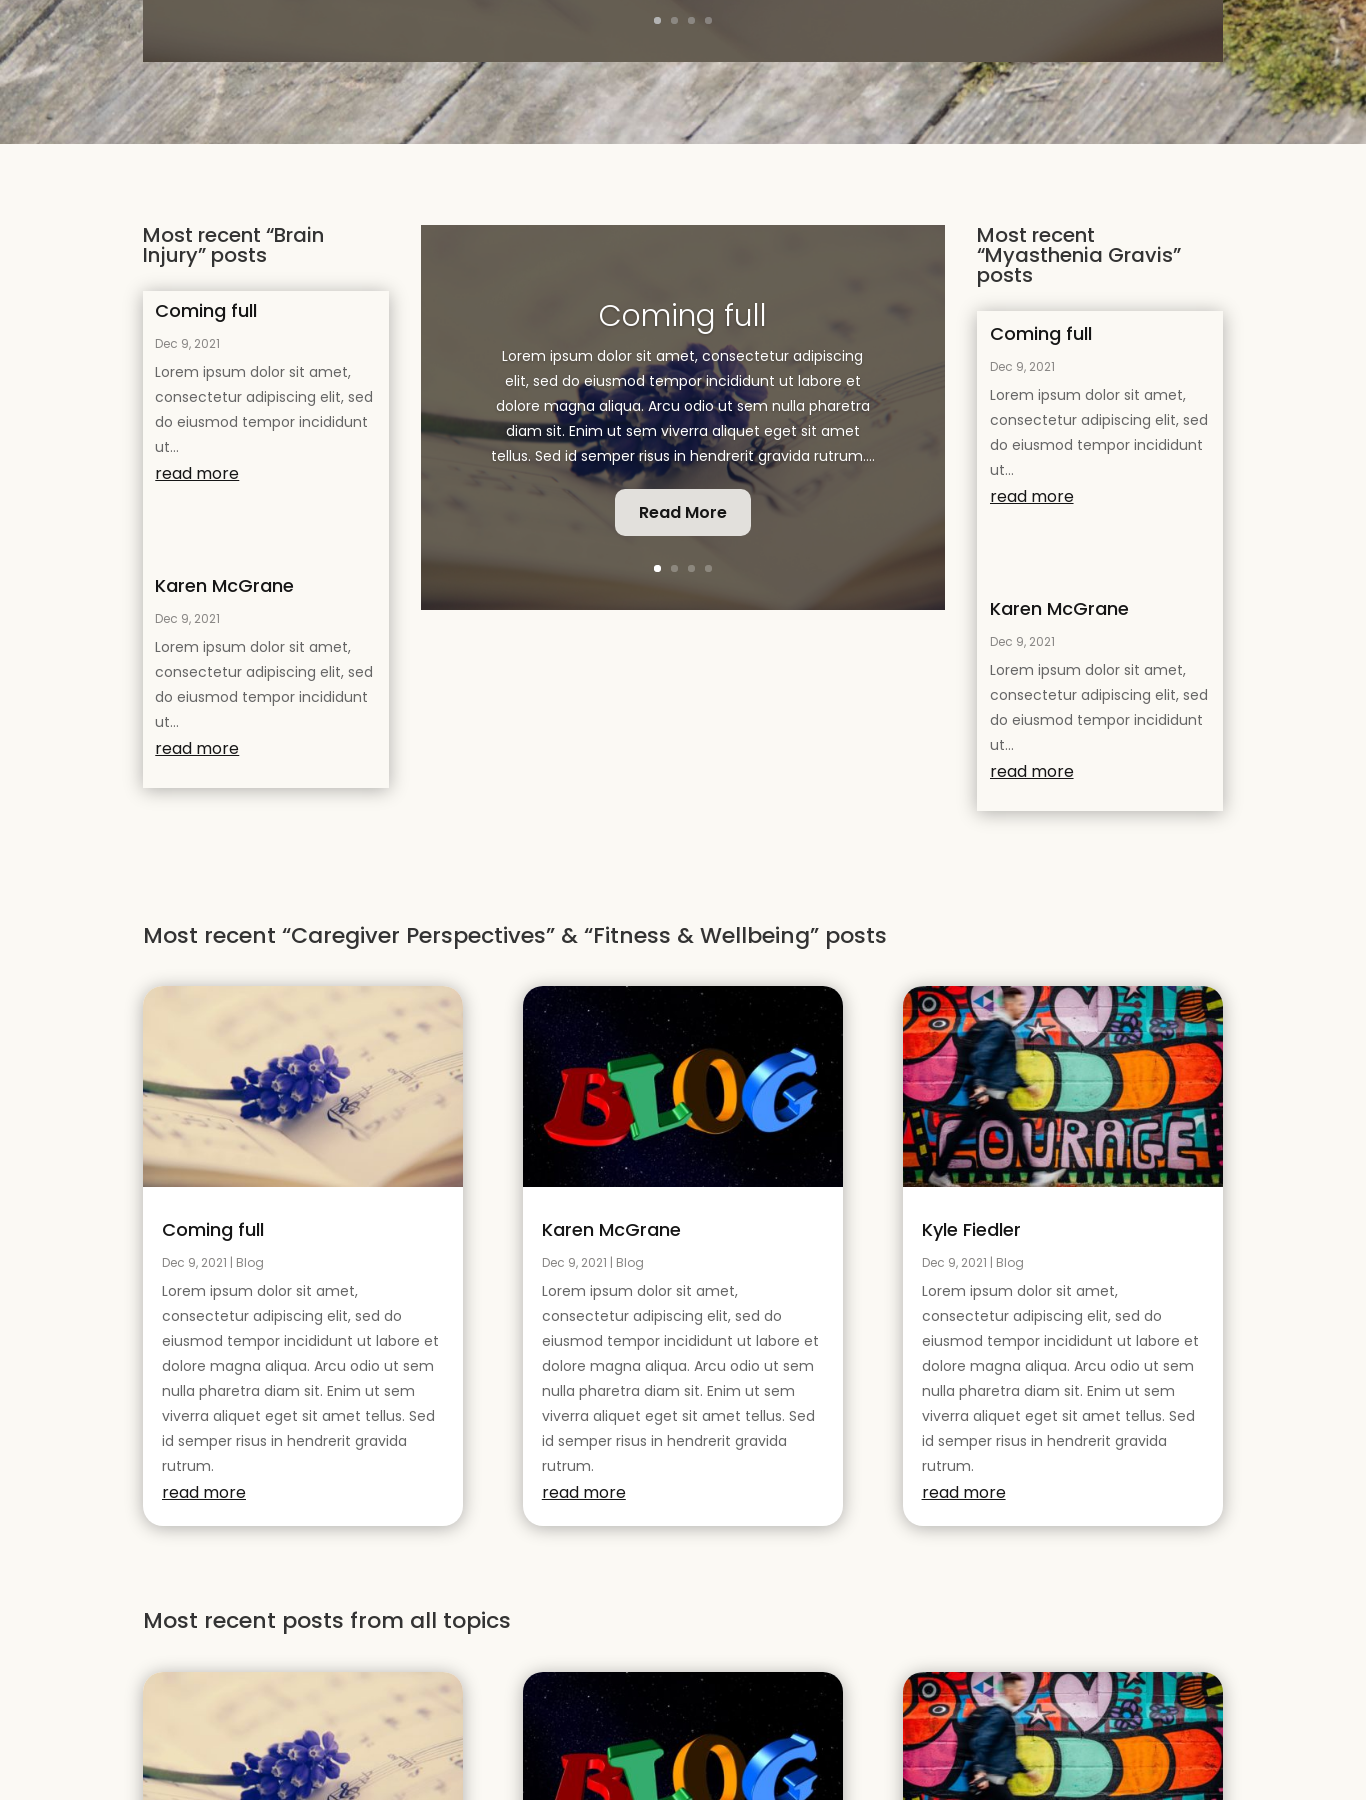 Most recent “Brain
Injury” posts
Coming full
Dec 9, 2021
Lorem ipsum dolor sit amet,
consectetur adipiscing elit, sed
do eiusmod tempor incididunt
ut...
read more
Karen McGrane
Dec 9, 2021
Lorem ipsum dolor sit amet,
consectetur adipiscing elit, sed
do eiusmod tempor incididunt
ut...
read more
Coming full
Lorem ipsum dolor sit amet, consectetur adipiscing
elit, sed do eiusmod tempor incididunt ut labore et
dolore magna aliqua. Arcu odio ut sem nulla pharetra
diam sit. Enim ut sem viverra aliquet eget sit amet
tellus. Sed id semper risus in hendrerit gravida rutrum....
Read More
Most recent
“Myasthenia Gravis”
posts
Coming full
Dec 9, 2021
Lorem ipsum dolor sit amet,
consectetur adipiscing elit, sed
do eiusmod tempor incididunt
ut...
read more
Karen McGrane
Dec 9, 2021
Lorem ipsum dolor sit amet,
consectetur adipiscing elit, sed
do eiusmod tempor incididunt
ut...
read more
Most recent “Caregiver Perspectives” & “Fitness & Wellbeing” posts
Coming full
Dec 9, 2021 | Blog
Lorem ipsum dolor sit amet,
consectetur adipiscing elit, sed do
eiusmod tempor incididunt ut labore et
dolore magna aliqua. Arcu odio ut sem
nulla pharetra diam sit. Enim ut sem
viverra aliquet eget sit amet tellus. Sed
id semper risus in hendrerit gravida
rutrum.
read more
BLOG
Karen McGrane
Dec 9, 2021 | Blog
Lorem ipsum dolor sit amet,
consectetur adipiscing elit, sed do
eiusmod tempor incididunt ut labore et
dolore magna aliqua. Arcu odio ut sem
nulla pharetra diam sit. Enim ut sem
viverra aliquet eget sit amet tellus. Sed
id semper risus in hendrerit gravida
rutrum.
read more
COURAGE
Kyle Fiedler
Dec 9, 2021 | Blog
Lorem ipsum dolor sit amet,
consectetur adipiscing elit, sed do
eiusmod tempor incididunt ut labore et
dolore magna aliqua. Arcu odio ut sem
nulla pharetra diam sit. Enim ut sem
viverra aliquet eget sit amet tellus. Sed
id semper risus in hendrerit gravida
rutrum.
read more
Most recent posts from all topics
BLOG